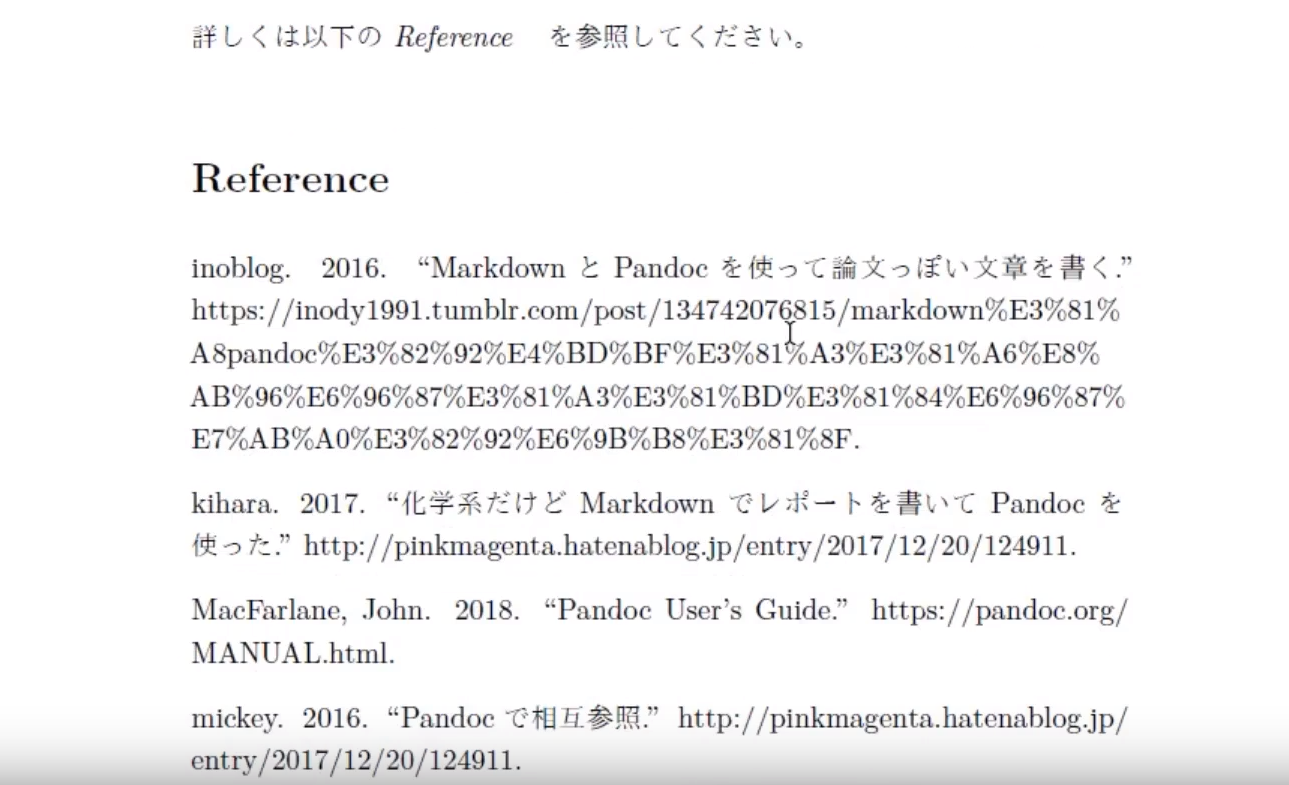 詳しくは以下の Reference を参照してください。
Reference
inoblog. 2016. “Markdown と Pandoc を使って論文っぽい文章を書く.”
https://inody1991.tumblr.com/post/134742076815/markdown%E3%81%
A8pandoc%E3%82%92%E4%BD%BF%E3%81%A3%E3%81%A6%E8%
AB%96%E6%96%87%E3%81%A3%E3%81%BD%E3%81%84%E6%96%87%
E7%AB%A0%E3%82%92%E6%9B%B8%E3%81%8F.
kihara. 2017. “化学系だけど Markdown でレポートを書いて Pandoc を
使った.” http://pinkmagenta.hatenablog.jp/entry/2017/12/20/124911.
MacFarlane, John. 2018. “Pandoc User’s Guide.” https://pandoc.org/
MANUAL.html.
mickey. 2016. “Pandoc で相互参照.” http://pinkmagenta.hatenablog.jp/
entry/2017/12/20/124911.